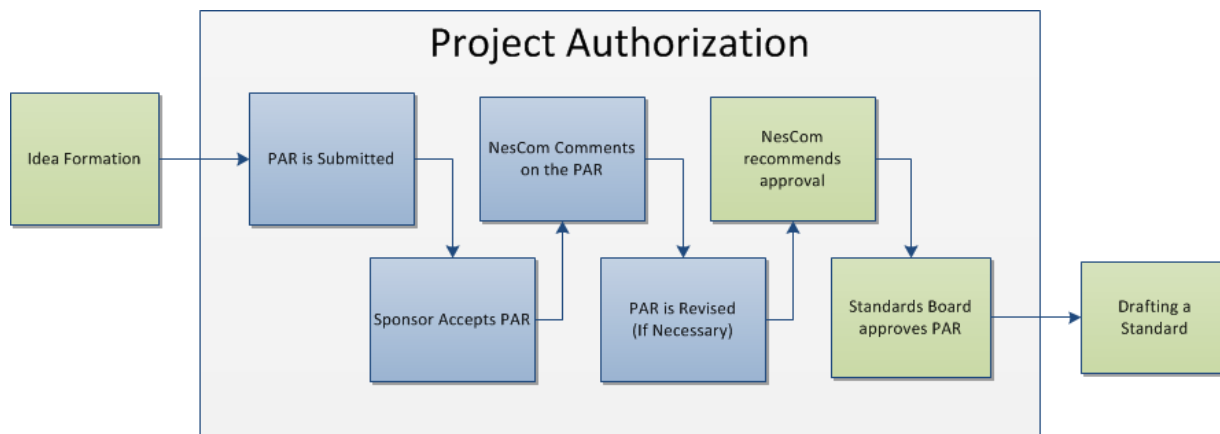 Project Authorization
Idea Formation
PAR is Submitted
Sponsor Accepts PAR
NesCom Comments
on the PAR
PAR is Revised
(If Necessary)
NesCom
recommends
approval
Standards Board
approves PAR
Drafting a
Standard